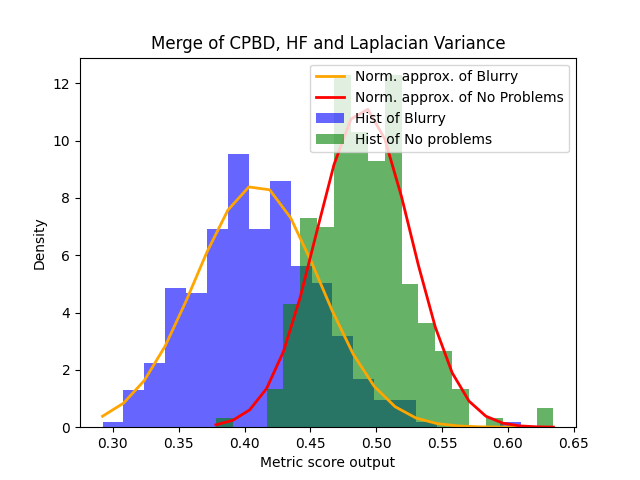 Merge of CPBD, HF and Laplacian Variance
Norm. approx. of Blurry
Norm. approx. of No Problems
Hist of Blurry
Hist of No problems
Density
12
10
8
6
4
2
0
0.30 0.35 0.40 0.45 0.50 0.55 0.60 0.65
Metric score output